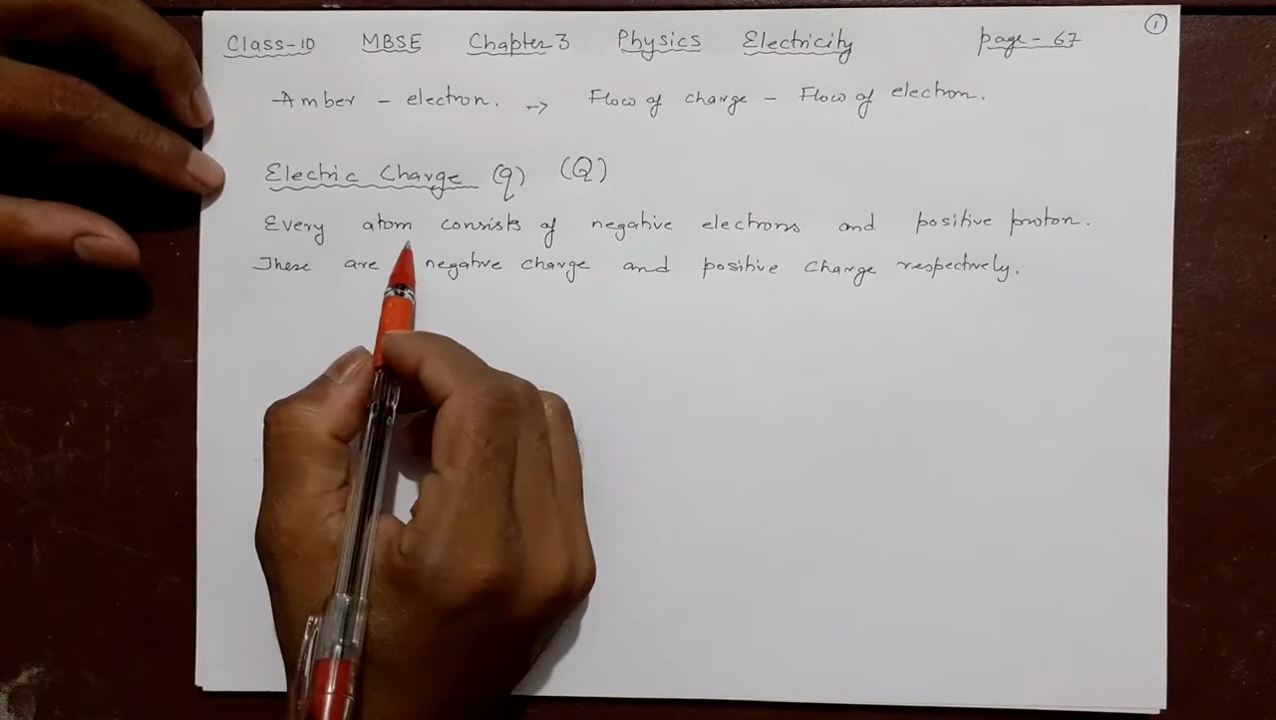 Class-10 MBSE Chapter 3 Physics Electricity page-67 1
Amber - electron. -> Flow of charge - Flow of electron.
Electric Charge (q) (Q)
Every atom consists of negative electrons and positive proton.
These are negative charge and positive charge respectively.